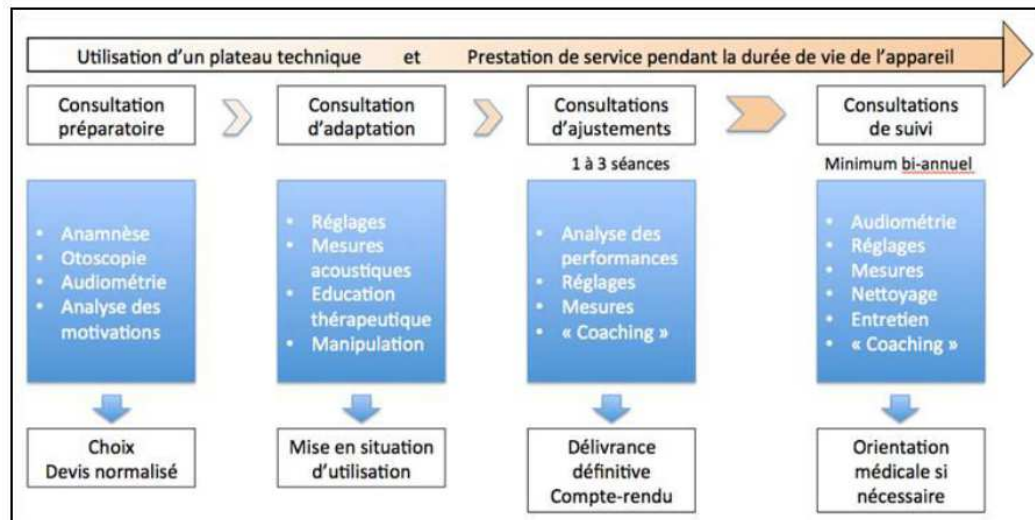 Utilisation d'un plateau technique et Prestation de service pendant la durée de vie de l'appareil
Consultation
préparatoire
Consultation
d'adaptation
Consultations
d'ajustements
Consultations
de suivi
1 à 3 séances
Minimum bi-annuel
• Anamnèse
• Otoscopie
• Audiométrie
• Analyse des
motivations
• Réglages
• Mesures
acoustiques
• Education
thérapeutique
• Manipulation
• Analyse des
performances
• Réglages
• Mesures
• « Coaching »
• Audiométrie
• Réglages
• Mesures
• Nettoyage
• Entretien
• « Coaching »
Choix
Devis normalisé
Mise en situation
d'utilisation
Délivrance
définitive
Compte-rendu
Orientation
médicale si
nécessaire